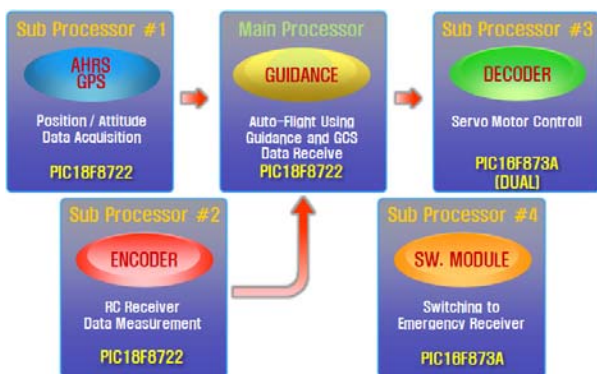 Sub Processor #1
AHRS
GPS
Position / Attitude
Data Acquisition
PIC18F8722
Main Processor
GUIDANCE
Auto-Flight Using
Guidance and GCS
Data Receive
PIC18F8722
Sub Processor #3
DECODER
Servo Motor Controll
PIC16F873A
(DUAL)
Sub Processor #2
ENCODER
RC Receiver
Data Measurement
PIC18F8722
Sub Processor #4
SW. MODULE
Switching to
Emergency Receiver
PIC16F873A